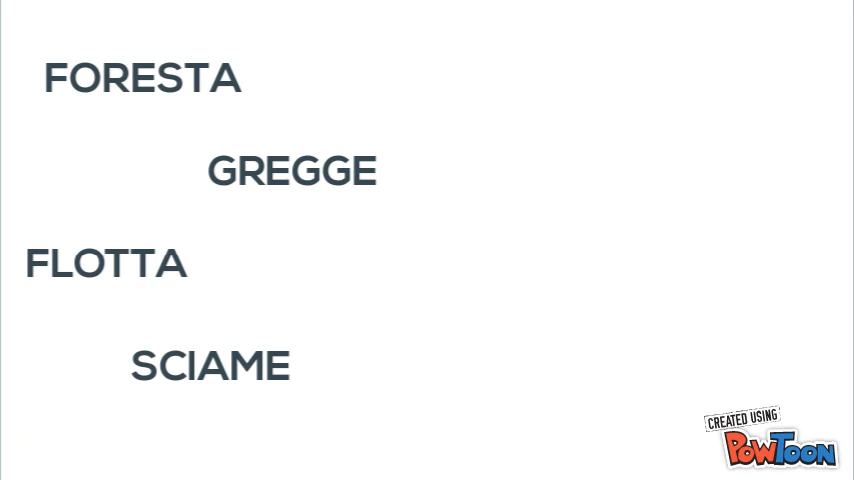 FORESTA
GREGGE
FLOTTA
SCIAME
CREATED USING
POWTOON